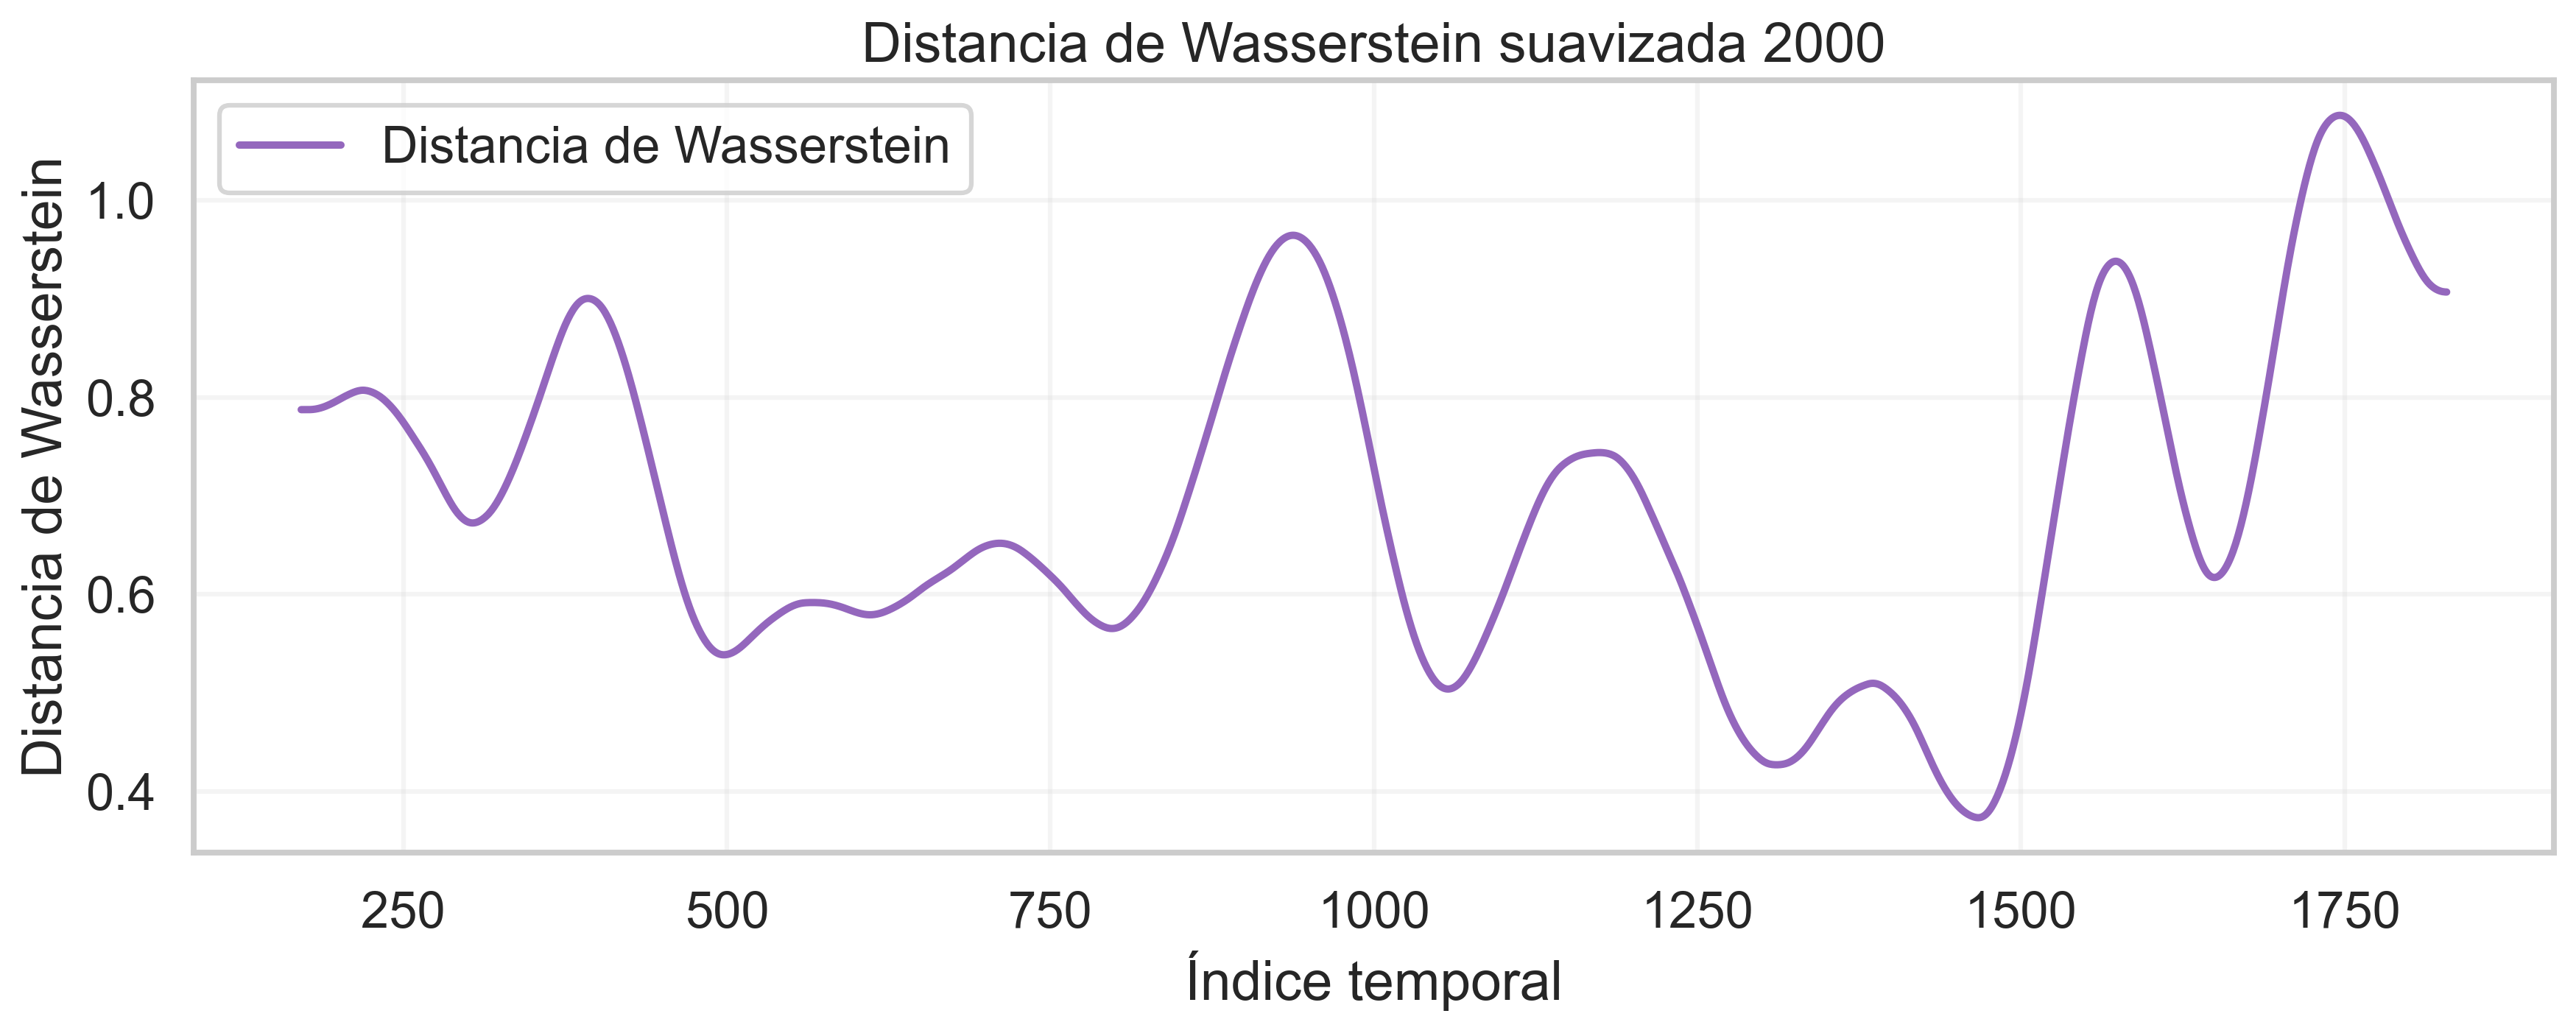 Distancia de Wasserstein suavizada 2000
Distancia de Wasserstein
Distancia de Wasserstein
1.0
0.8
0.6
0.4
250 500 750 1000 1250 1500 1750
Índice temporal